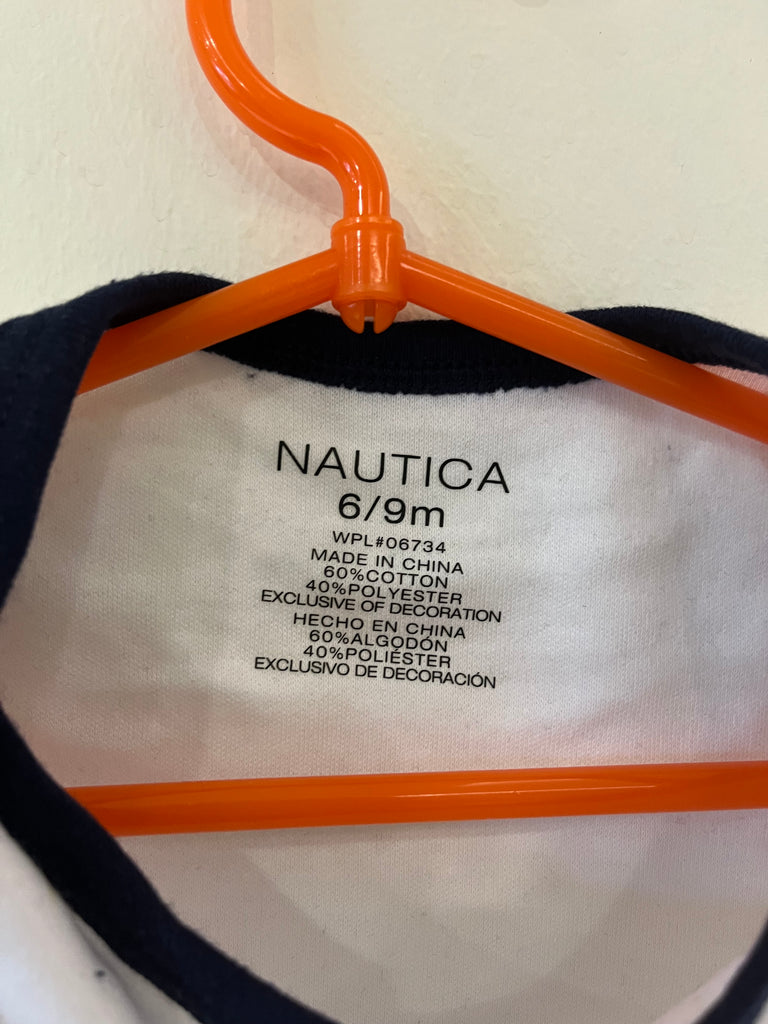 NAUTICA
6/9m
WPL#06734
MADE IN CHINA
60%COTTON
40%POLYESTER
EXCLUSIVE OF DECORATION
HECHO EN CHINA
60%ALGODÓN
40%POLIÉSTER
EXCLUSIVO DE DECORACIÓN